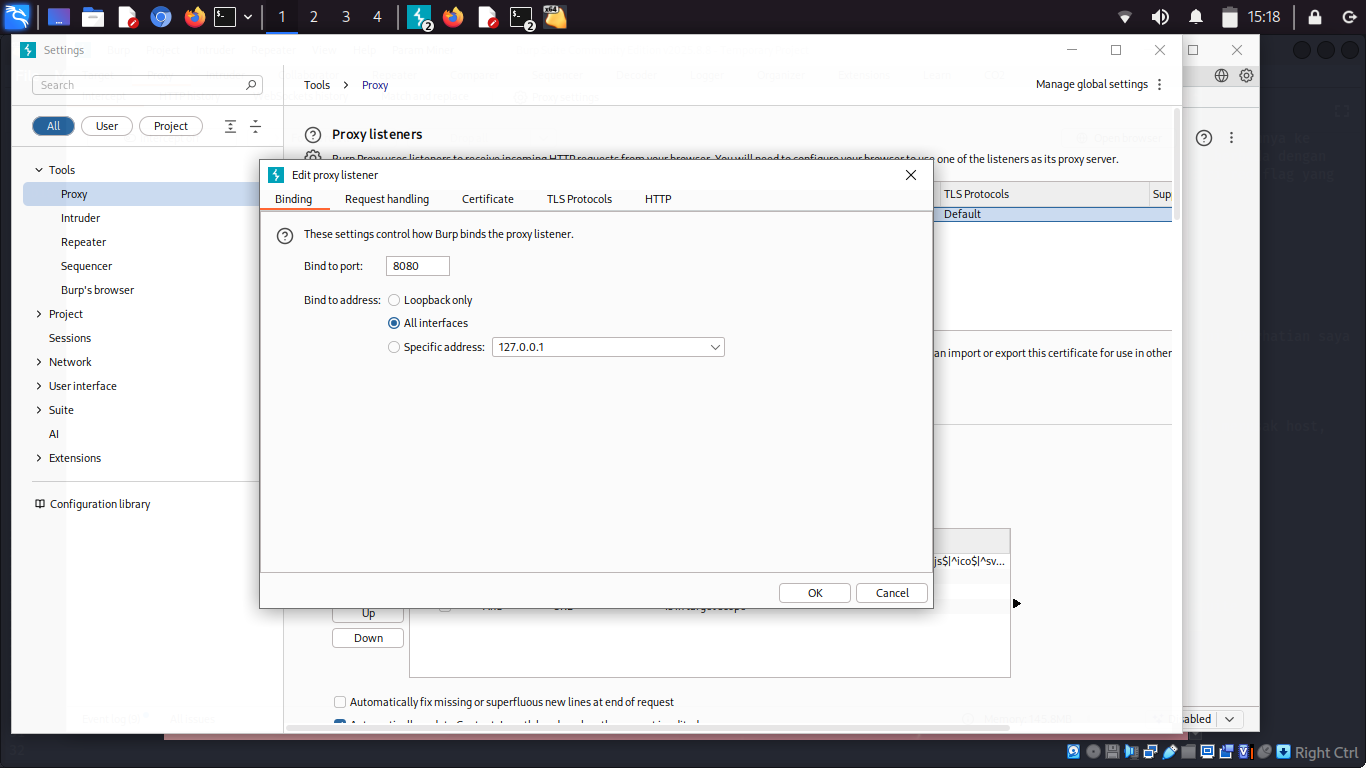 1 2 3 4 2 2 x64 15:18
Settings
Search
Tools > Proxy
Manage global settings
All User Project
Proxy listeners
Burp Proxy uses listeners to receive incoming HTTP requests from your browser. You will need to configure your browser to use one of the listeners as its proxy server.
Tools
Proxy
Intruder
Repeater
Sequencer
Burp's browser
Project
Sessions
Network
User interface
Suite
AI
Extensions
Configuration library
TLS Protocols Sup
Default
Edit proxy listener
Binding Request handling Certificate TLS Protocols HTTP
These settings control how Burp binds the proxy listener.
Bind to port: 8080
Bind to address: Loopback only
All interfaces
Specific address: 127.0.0.1
OK Cancel
an import or export this certificate for use in other
js$|^ico$|^sv...
Up
Down
Automatically fix missing or superfluous new lines at end of request
abled
Right Ctrl